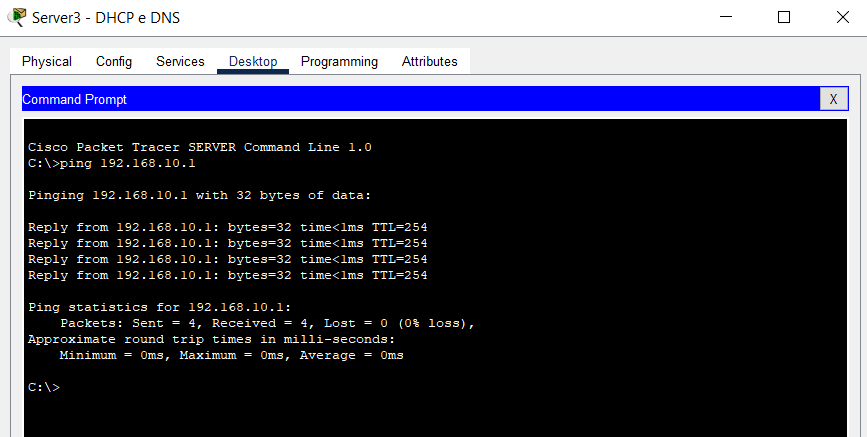 Server3 - DHCP e DNS
Physical Config Services Desktop Programming Attributes
Command Prompt X
Cisco Packet Tracer SERVER Command Line 1.0
C:\>ping 192.168.10.1
Pinging 192.168.10.1 with 32 bytes of data:
Reply from 192.168.10.1: bytes=32 time<1ms TTL=254
Reply from 192.168.10.1: bytes=32 time<1ms TTL=254
Reply from 192.168.10.1: bytes=32 time<1ms TTL=254
Reply from 192.168.10.1: bytes=32 time<1ms TTL=254
Ping statistics for 192.168.10.1:
Packets: Sent = 4, Received = 4, Lost = 0 (0% loss),
Approximate round trip times in milli-seconds:
Minimum = 0ms, Maximum = 0ms, Average = 0ms
C:\>